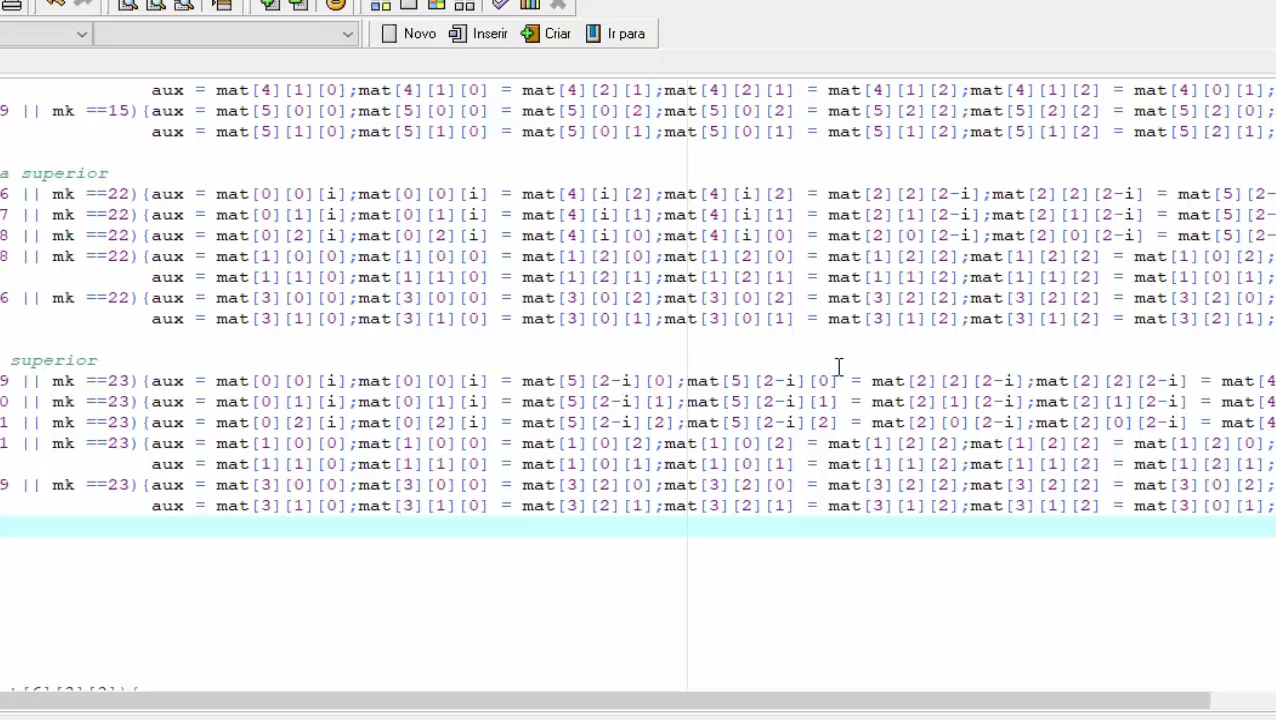 Novo Inserir Criar Ir para
aux = mat[4][1][0];mat[4][1][0] = mat[4][2][1];mat[4][2][1] = mat[4][1][2];mat[4][1][2] = mat[4][0][1];
9 || mk ==15){aux = mat[5][0][0];mat[5][0][0] = mat[5][0][2];mat[5][0][2] = mat[5][2][2];mat[5][2][2] = mat[5][2][0];
aux = mat[5][1][0];mat[5][1][0] = mat[5][0][1];mat[5][0][1] = mat[5][1][2];mat[5][1][2] = mat[5][2][1];
a superior
6 || mk ==22){aux = mat[0][0][i];mat[0][0][i] = mat[4][i][2];mat[4][i][2] = mat[2][2][2-i];mat[2][2][2-i] = mat[5][2-
7 || mk ==22){aux = mat[0][1][i];mat[0][1][i] = mat[4][i][1];mat[4][i][1] = mat[2][1][2-i];mat[2][1][2-i] = mat[5][2-
8 || mk ==22){aux = mat[0][2][i];mat[0][2][i] = mat[4][i][0];mat[4][i][0] = mat[2][0][2-i];mat[2][0][2-i] = mat[5][2-
8 || mk ==22){aux = mat[1][0][0];mat[1][0][0] = mat[1][2][0];mat[1][2][0] = mat[1][2][2];mat[1][2][2] = mat[1][0][2];
aux = mat[1][1][0];mat[1][1][0] = mat[1][2][1];mat[1][2][1] = mat[1][1][2];mat[1][1][2] = mat[1][0][1];
6 || mk ==22){aux = mat[3][0][0];mat[3][0][0] = mat[3][0][2];mat[3][0][2] = mat[3][2][2];mat[3][2][2] = mat[3][2][0];
aux = mat[3][1][0];mat[3][1][0] = mat[3][0][1];mat[3][0][1] = mat[3][1][2];mat[3][1][2] = mat[3][2][1];
superior
9 || mk ==23){aux = mat[0][0][i];mat[0][0][i] = mat[5][2-i][0];mat[5][2-i][0] = mat[2][2][2-i];mat[2][2][2-i] = mat[4
0 || mk ==23){aux = mat[0][1][i];mat[0][1][i] = mat[5][2-i][1];mat[5][2-i][1] = mat[2][1][2-i];mat[2][1][2-i] = mat[4
1 || mk ==23){aux = mat[0][2][i];mat[0][2][i] = mat[5][2-i][2];mat[5][2-i][2] = mat[2][0][2-i];mat[2][0][2-i] = mat[4
1 || mk ==23){aux = mat[1][0][0];mat[1][0][0] = mat[1][0][2];mat[1][0][2] = mat[1][2][2];mat[1][2][2] = mat[1][2][0];
aux = mat[1][1][0];mat[1][1][0] = mat[1][0][1];mat[1][0][1] = mat[1][1][2];mat[1][1][2] = mat[1][2][1];
9 || mk ==23){aux = mat[3][0][0];mat[3][0][0] = mat[3][2][0];mat[3][2][0] = mat[3][2][2];mat[3][2][2] = mat[3][0][2];
aux = mat[3][1][0];mat[3][1][0] = mat[3][2][1];mat[3][2][1] = mat[3][1][2];mat[3][1][2] = mat[3][0][1];